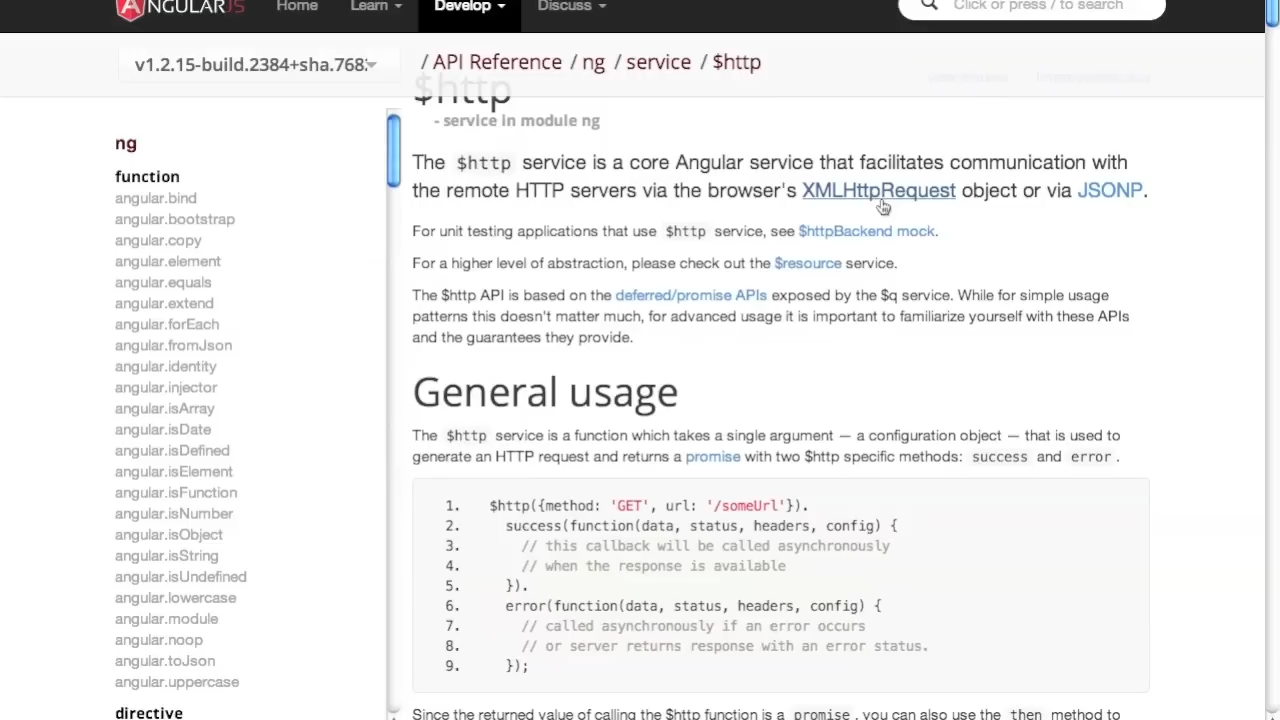 ANGULARJS
Home
Learn
Develop
Discuss
Click or press / to search
v1.2.15-build.2384+sha.768
/ API Reference / ng / service / $http
$http
- service in module ng
ng
function
angular.bind
angular.bootstrap
angular.copy
angular.element
angular.equals
angular.extend
angular.forEach
angular.fromJson
angular.identity
angular.injector
angular.isArray
angular.isDate
angular.isDefined
angular.isElement
angular.isFunction
angular.isNumber
angular.isObject
angular.isString
angular.isUndefined
angular.lowercase
angular.module
angular.noop
angular.toJson
angular.uppercase
directive
The $http service is a core Angular service that facilitates communication with
the remote HTTP servers via the browser's XMLHttpRequest object or via JSONP.
For unit testing applications that use $http service, see $httpBackend mock.
For a higher level of abstraction, please check out the $resource service.
The $http API is based on the deferred/promise APIs exposed by the $q service. While for simple usage
patterns this doesn't matter much, for advanced usage it is important to familiarize yourself with these APIs
and the guarantees they provide.
General usage
The $http service is a function which takes a single argument — a configuration object — that is used to
generate an HTTP request and returns a promise with two $http specific methods: success and error.
1. $http({method: 'GET', url: '/someUrl'}).
2. success(function(data, status, headers, config) {
3. // this callback will be called asynchronously
4. // when the response is available
5. }).
6. error(function(data, status, headers, config) {
7. // called asynchronously if an error occurs
8. // or server returns response with an error status.
9. });
Since the returned value of calling the $http function is a promise, you can also use the then method to